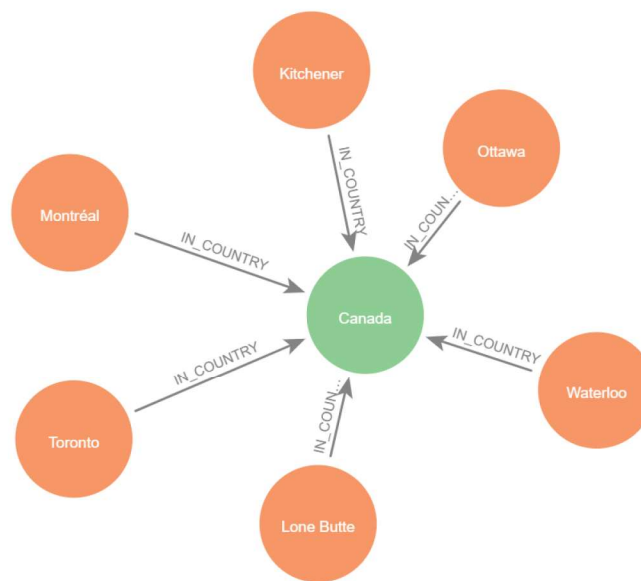 Kitchener
IN_COUNTRY
Ottawa
IN_COUN...
Montréal
IN_COUNTRY
Canada
IN_COUNTRY
Waterloo
IN_COUNTRY
Toronto
IN_COUN...
Lone Butte